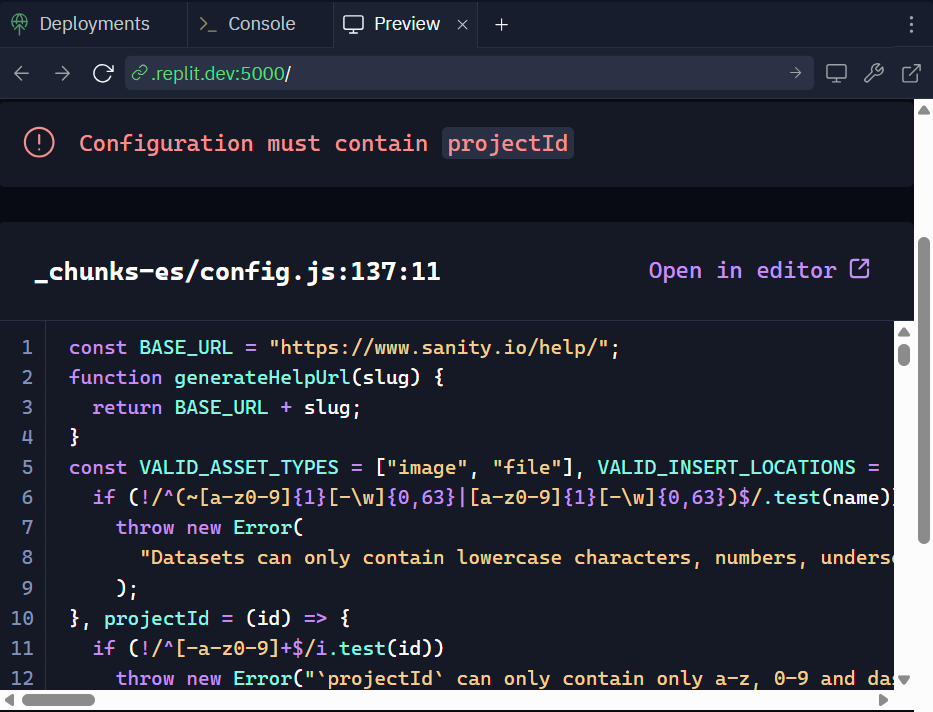 Deployments
Console
Preview
.replit.dev:5000/
Configuration must contain projectId
_chunks-es/config.js:137:11
Open in editor
1 const BASE_URL = "https://www.sanity.io/help/";
2 function generateHelpUrl(slug) {
3 return BASE_URL + slug;
4 }
5 const VALID_ASSET_TYPES = ["image", "file"], VALID_INSERT_LOCATIONS =
6 if (!/^(~[a-z0-9]{1}[-\w]{0,63}|[a-z0-9]{1}[-\w]{0,63})$/.test(name))
7 throw new Error(
8 "Datasets can only contain lowercase characters, numbers, undersc
9 );
10 }, projectId = (id) => {
11 if (!/^[-a-z0-9]+$/i.test(id))
12 throw new Error("`projectId` can only contain only a-z, 0-9 and das